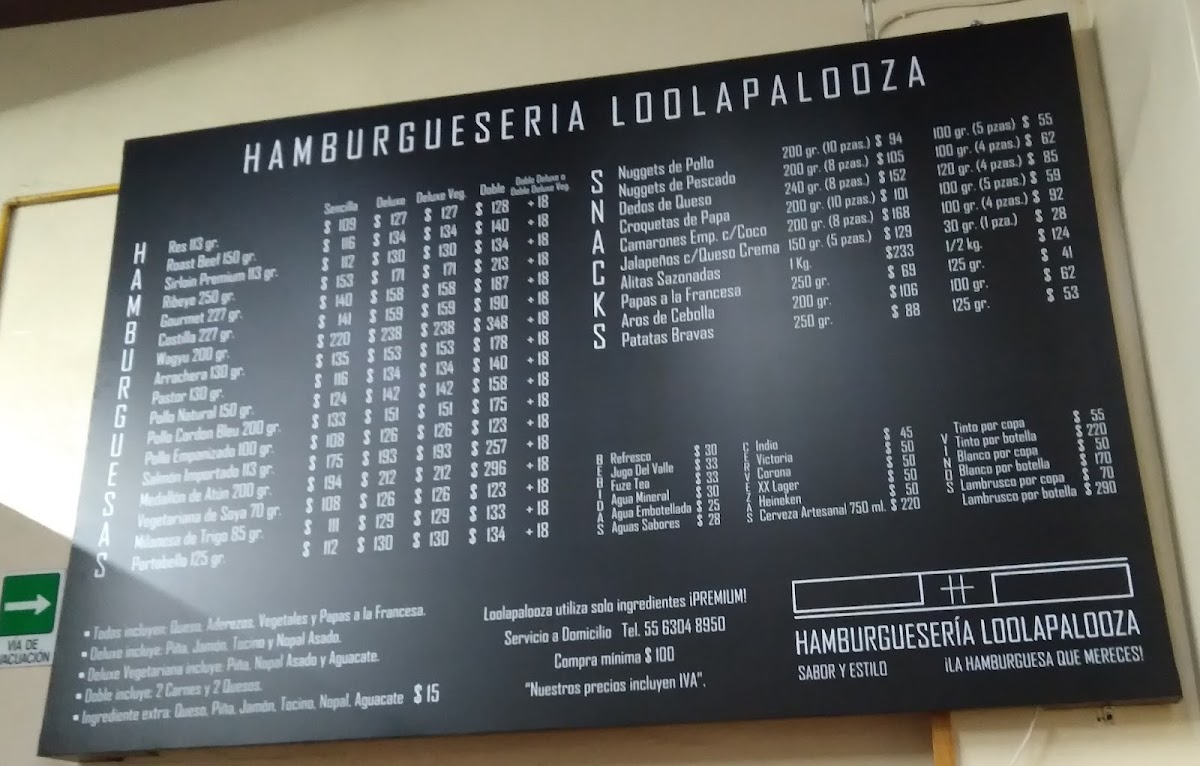 HAMBURGUESERIA LOOLAPALOOZA
HAMBURGUESAS
Sencilla Deluxe Deluxe Veg. Doble Doble Deluxe o Doble Deluxe Veg.
Res 113 gr. $ 109 $ 127 $ 127 $ 128 +18
Roast Beef 150 gr. $ 116 $ 134 $ 134 $ 140 +18
Sirloin Premium 113 gr. $ 112 $ 130 $ 130 $ 134 +18
Ribeye 250 gr. $ 153 $ 171 $ 171 $ 213 +18
Gourmet 227 gr. $ 140 $ 158 $ 158 $ 187 +18
Costilla 227 gr. $ 141 $ 159 $ 159 $ 190 +18
Wagyu 200 gr. $ 220 $ 238 $ 238 $ 348 +18
Arrachera 130 gr. $ 135 $ 153 $ 153 $ 178 +18
Pastor 130 gr. $ 116 $ 134 $ 134 $ 140 +18
Pollo Natural 150 gr. $ 124 $ 142 $ 142 $ 158 +18
Pollo Cordon Bleu 200 gr. $ 133 $ 151 $ 151 $ 175 +18
Pollo Empanizado 100 gr. $ 108 $ 126 $ 126 $ 123 +18
Salmón Importado 113 gr. $ 175 $ 193 $ 193 $ 257 +18
Medallón de Atún 200 gr. $ 194 $ 212 $ 212 $ 296 +18
Vegetariana de Soya 70 gr. $ 108 $ 126 $ 126 $ 123 +18
Milanesa de Trigo 85 gr. $ 111 $ 129 $ 129 $ 133 +18
Portobello 125 gr. $ 112 $ 130 $ 130 $ 134 +18
SNACKS
Nuggets de Pollo 200 gr. (10 pzas.) $ 94 100 gr. (5 pzas) $ 55
Nuggets de Pescado 200 gr. (8 pzas.) $ 105 100 gr. (4 pzas.) $ 62
Dedos de Queso 240 gr. (8 pzas.) $ 152 120 gr. (4 pzas.) $ 85
Croquetas de Papa 200 gr. (10 pzas.) $ 101 100 gr. (5 pzas.) $ 59
Camarones Emp. c/Coco 200 gr. (8 pzas.) $ 168 100 gr. (4 pzas.) $ 92
Jalapeños c/Queso Crema 150 gr. (5 pzas.) $ 129 30 gr. (1 pza.) $ 28
Alitas Sazonadas 1 Kg. $233 1/2 kg. $ 124
Papas a la Francesa 250 gr. $ 69 125 gr. $ 41
Aros de Cebolla 200 gr. $106 100 gr. $ 62
Patatas Bravas 250 gr. $ 88 125 gr. $ 53
BEBIDAS
Refresco $ 30
Jugo Del Valle $ 33
Fuze Tea $ 33
Agua Mineral $ 30
Agua Embotellada $ 25
Aguas Sabores $ 28
CERVEZAS
Indio $ 45
Victoria $ 50
Corona $ 50
XX Lager $ 50
Heineken $ 50
Cerveza Artesanal 750 ml. $ 220
VINOS
Tinto por copa $ 55
Tinto por botella $ 220
Blanco por copa $ 50
Blanco por botella $ 170
Lambrusco por copa $ 70
Lambrusco por botella $ 290
• Todas incluyen: Queso, Aderezos, Vegetales y Papas a la Francesa.
• Deluxe incluye: Piña, Jamón, Tocino y Nopal Asado.
• Deluxe Vegetariana incluye: Piña, Nopal Asado y Aguacate.
• Doble incluye: 2 Carnes y 2 Quesos.
• Ingrediente extra: Queso, Piña, Jamón, Tocino, Nopal, Aguacate $ 15
Loolapalooza utiliza solo ingredientes ¡PREMIUM!
Servicio a Domicilio Tel. 55 6304 8950
Compra mínima $ 100
"Nuestros precios incluyen IVA".
HAMBURGUESERÍA LOOLAPALOOZA
SABOR Y ESTILO ¡LA HAMBURGUESA QUE MERECES!
VÍA DE
EVACUACIÓN